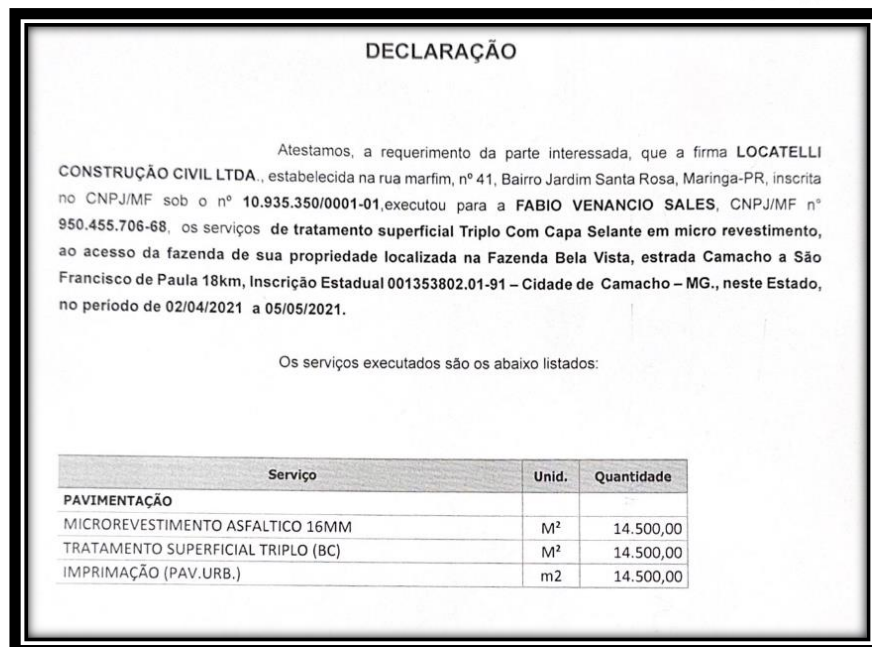 DECLARAÇÃO
Atestamos, a requerimento da parte interessada, que a firma LOCATELLI
CONSTRUÇÃO CIVIL LTDA., estabelecida na rua marfim, nº 41, Bairro Jardim Santa Rosa, Maringa-PR, inscrita
no CNPJ/MF sob o nº 10.935.350/0001-01,executou para a FABIO VENANCIO SALES, CNPJ/MF n°
950.455.706-68, os serviços de tratamento superficial Triplo Com Capa Selante em micro revestimento,
ao acesso da fazenda de sua propriedade localizada na Fazenda Bela Vista, estrada Camacho a São
Francisco de Paula 18km, Inscrição Estadual 001353802.01-91 – Cidade de Camacho – MG., neste Estado,
no periodo de 02/04/2021 a 05/05/2021.
Os serviços executados são os abaixo listados:
Serviço Unid. Quantidade
PAVIMENTAÇÃO
MICROREVESTIMENTO ASFALTICO 16MM M² 14.500,00
TRATAMENTO SUPERFICIAL TRIPLO (BC) M² 14.500,00
IMPRIMAÇÃO (PAV.URB.) m2 14.500,00